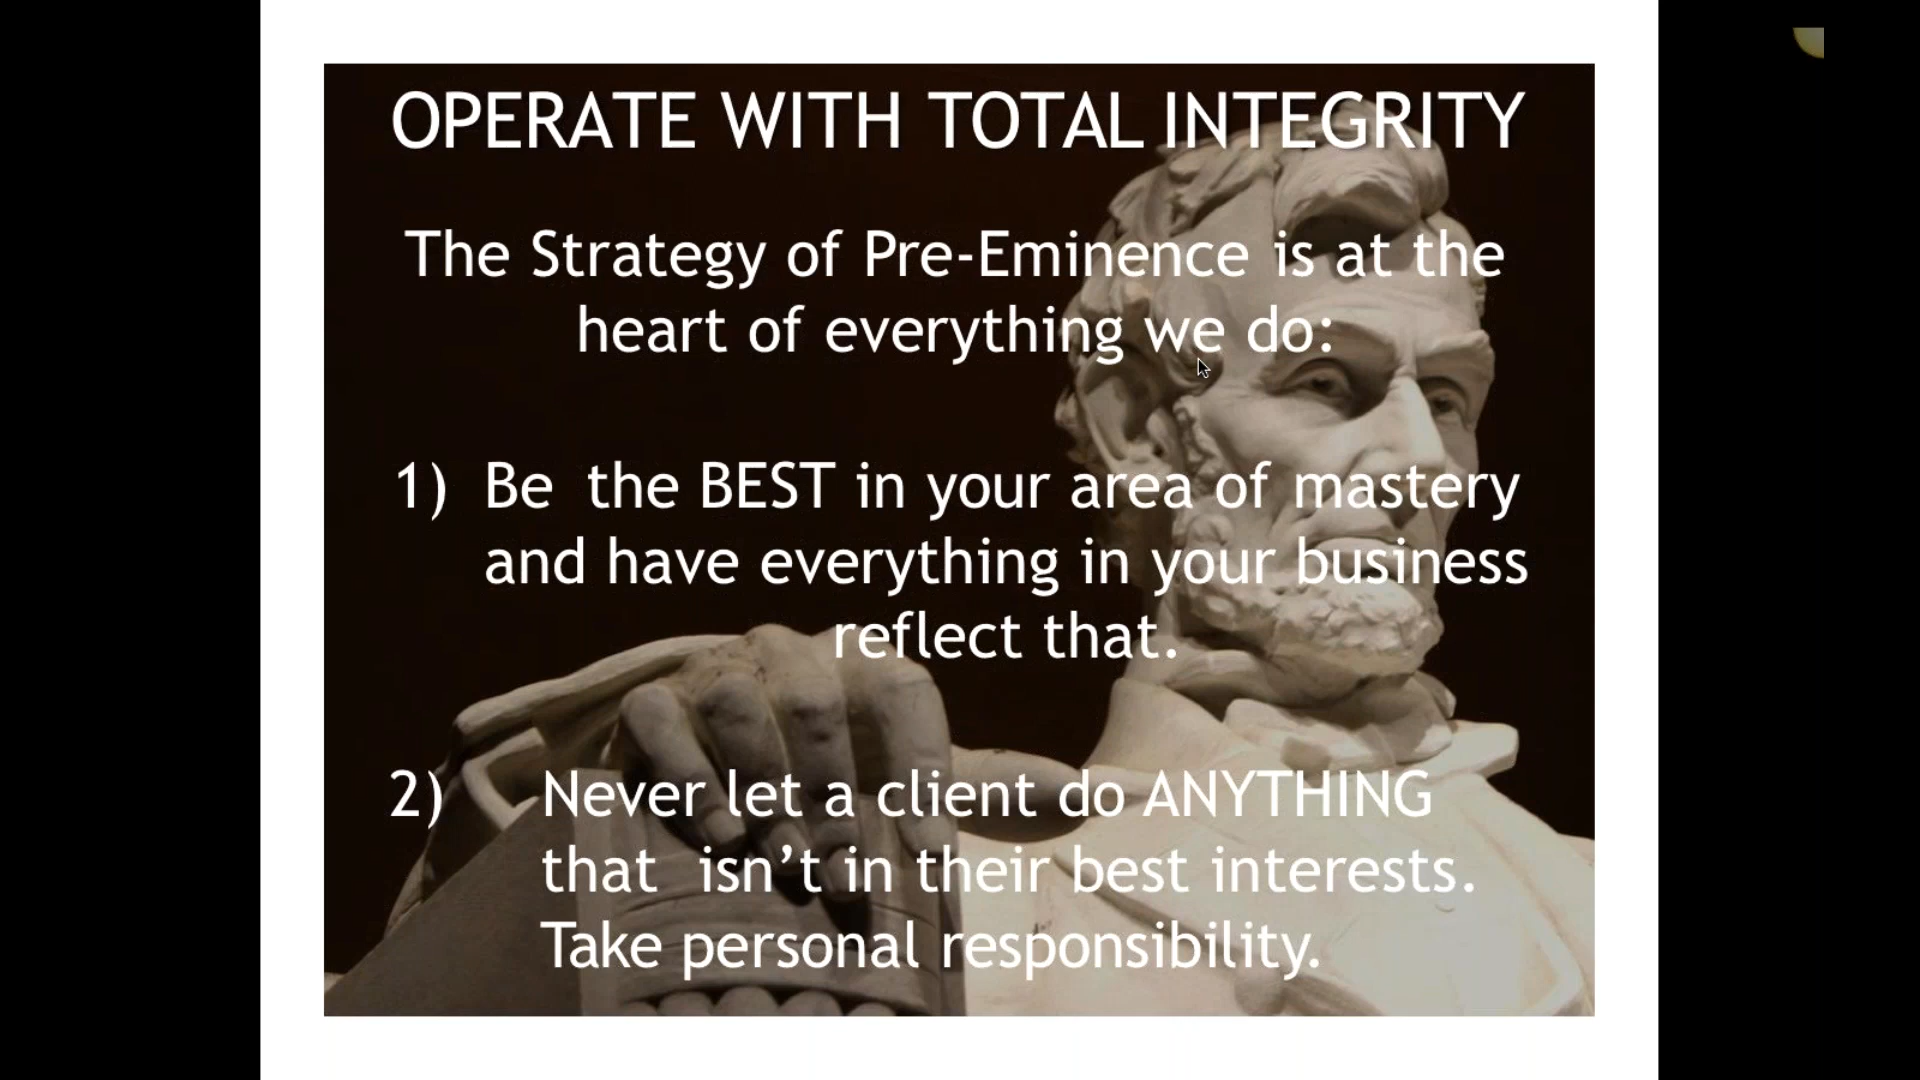 OPERATE WITH TOTAL INTEGRITY
The Strategy of Pre-Eminence is at the
heart of everything we do:
1) Be the BEST in your area of mastery
and have everything in your business
reflect that.
2) Never let a client do ANYTHING
that isn’t in their best interests.
Take personal responsibility.